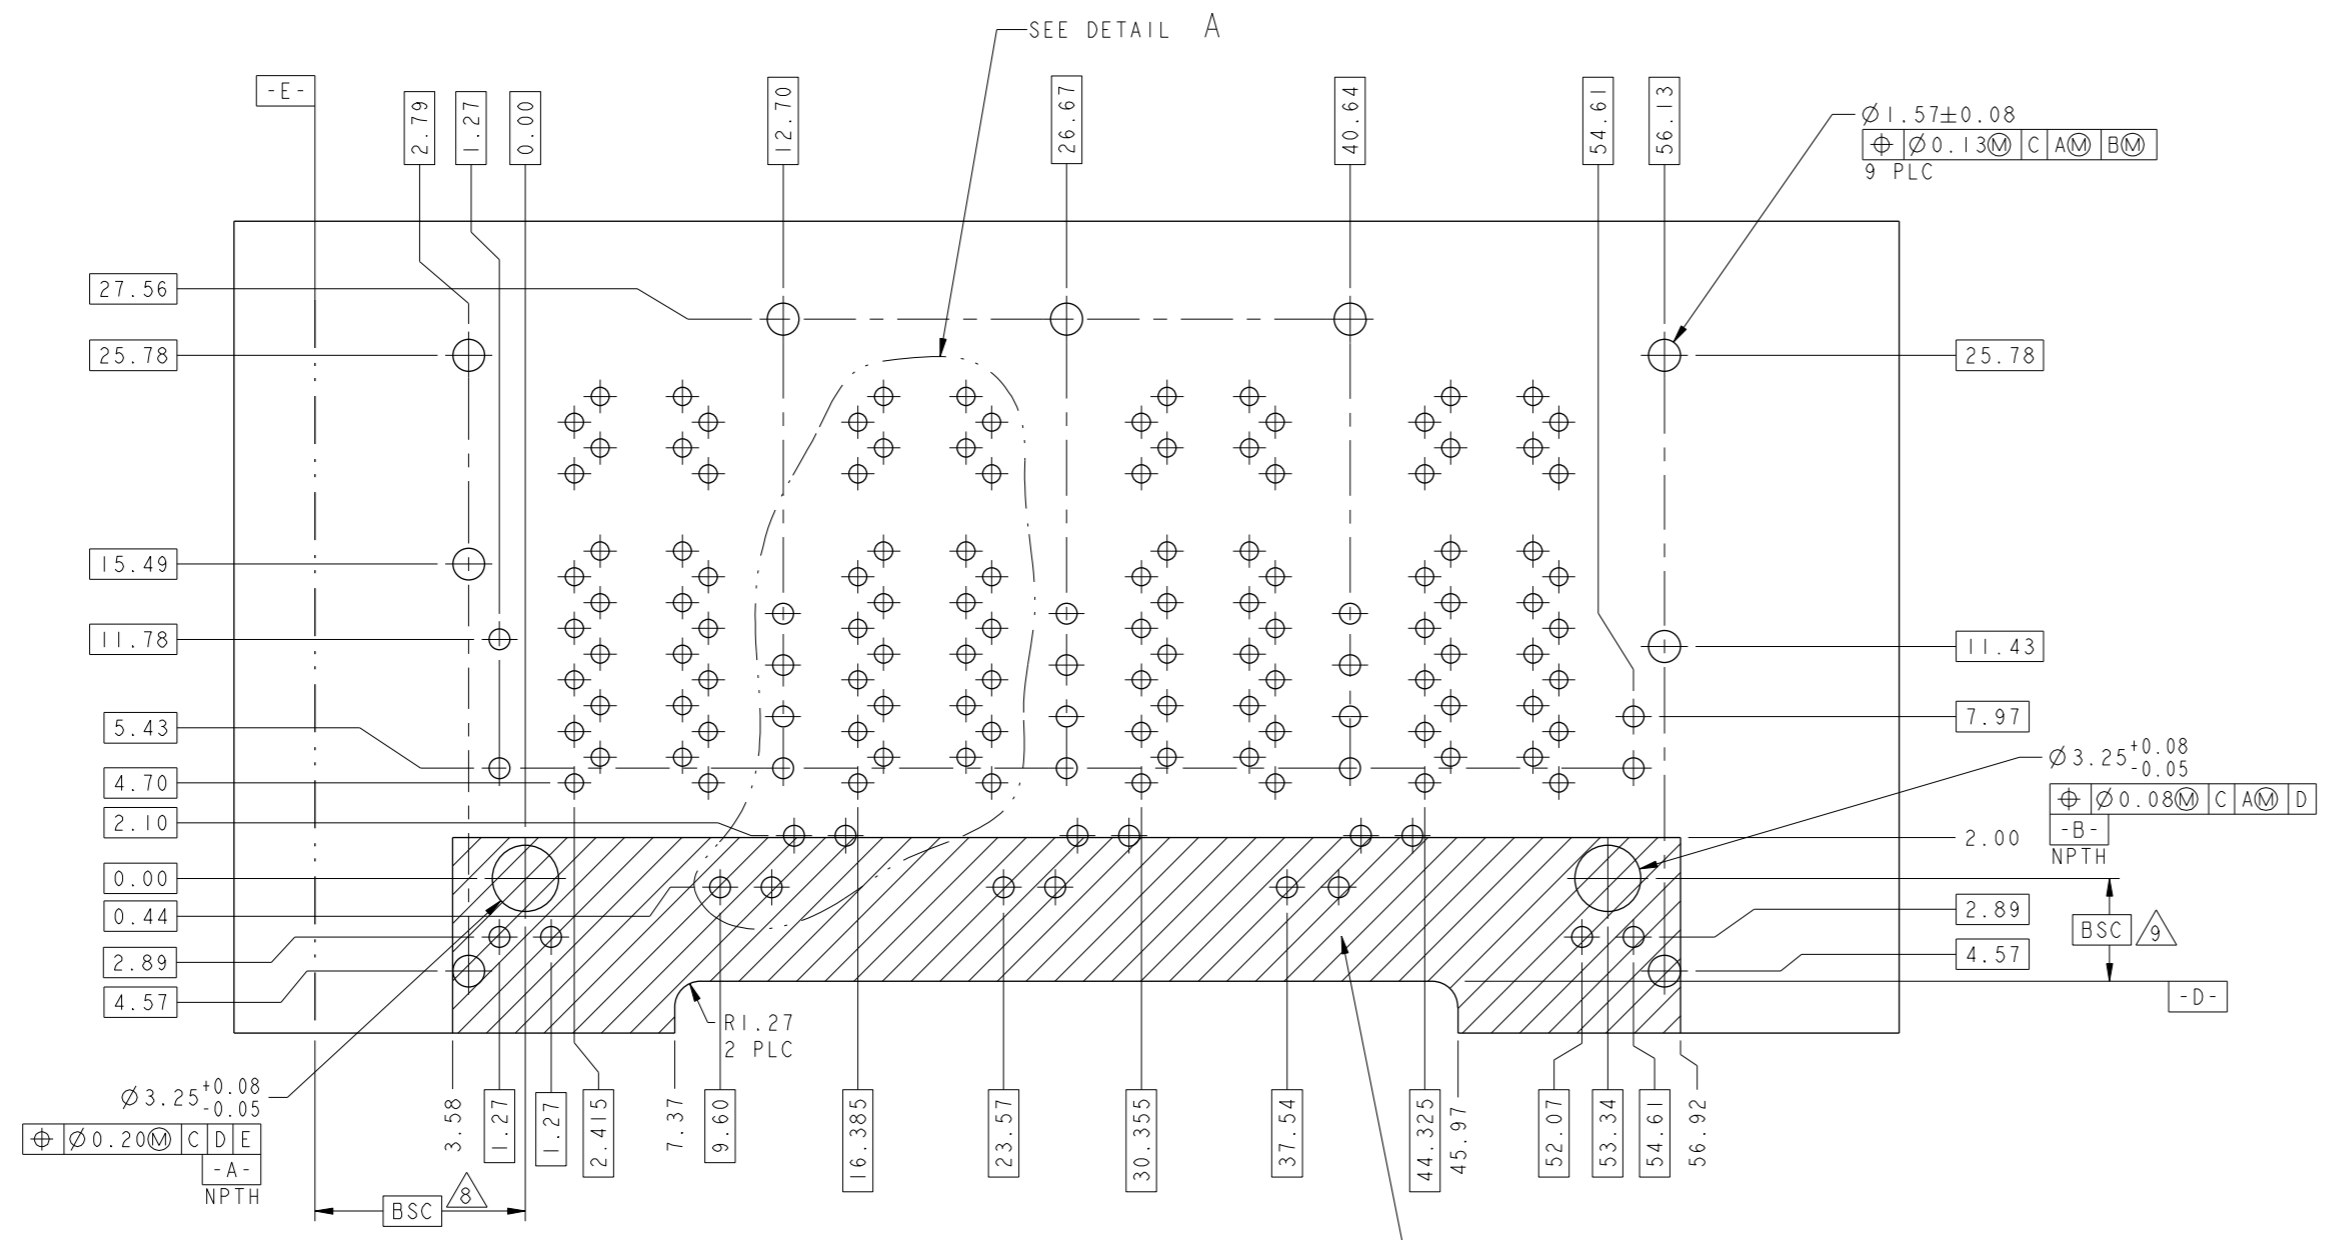 SEE DETAIL A
-E-
2.79
1.27
0.00
12.70
26.67
40.64
54.61
56.13
Ø1.57±0.08
⌖ Ø0.13Ⓜ C AⓂ BⓂ
9 PLC
27.56
25.78
25.78
15.49
11.78
11.43
5.43
7.97
4.70
Ø3.25 +0.08 -0.05
⌖ Ø0.08Ⓜ C AⓂ D
-B-
NPTH
2.10
2.00
0.00
0.44
2.89
2.89
BSC 9
2.89
4.57
4.57
-D-
R1.27
2 PLC
Ø3.25 +0.08 -0.05
⌖ Ø0.20Ⓜ C D E
-A-
NPTH
3.58
1.27
1.27
2.415
7.37
9.60
16.385
23.57
30.355
37.54
44.325
45.97
52.07
53.34
54.61
56.92
BSC 8